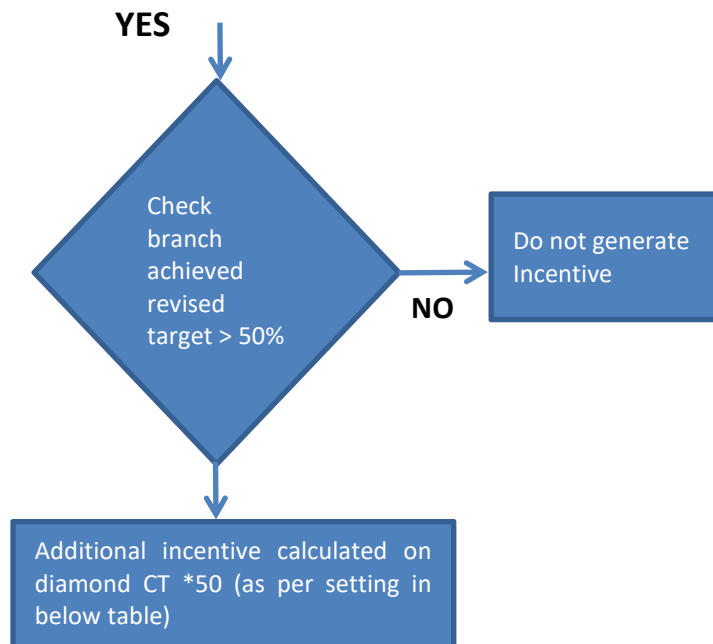 YES
Check
branch
achieved
revised
target > 50%
Do not generate
Incentive
NO
Additional incentive calculated on
diamond CT *50 (as per setting in
below table)